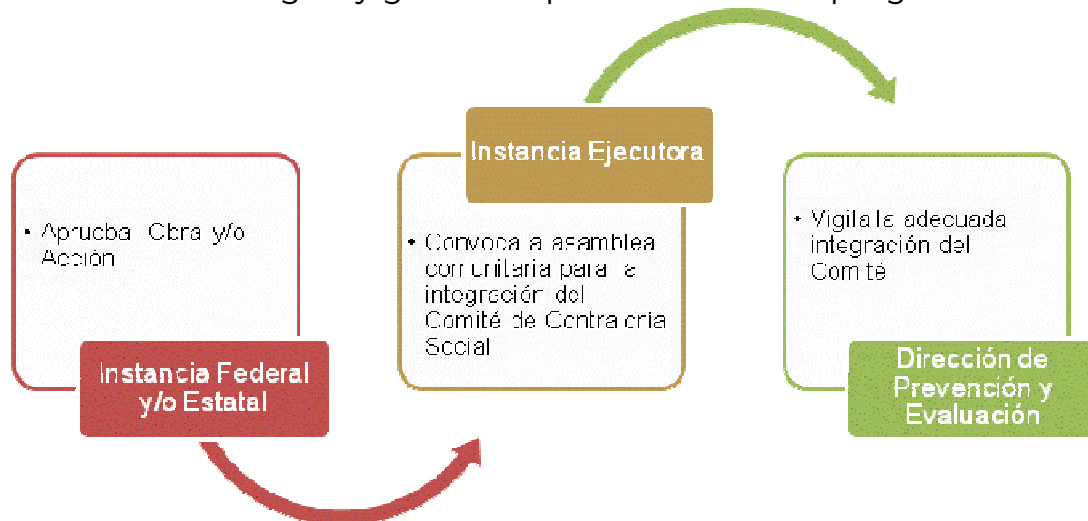 • Aprueba Obra y/o
Acción
Instancia Federal
y/o Estatal
Instancia Ejecutora
• Convoca a asamblea
comunitaria para la
integración del
Comité de Contraloría
Social
• Vigila la adecuada
integración del
Comité
Dirección de
Prevención y
Evaluación